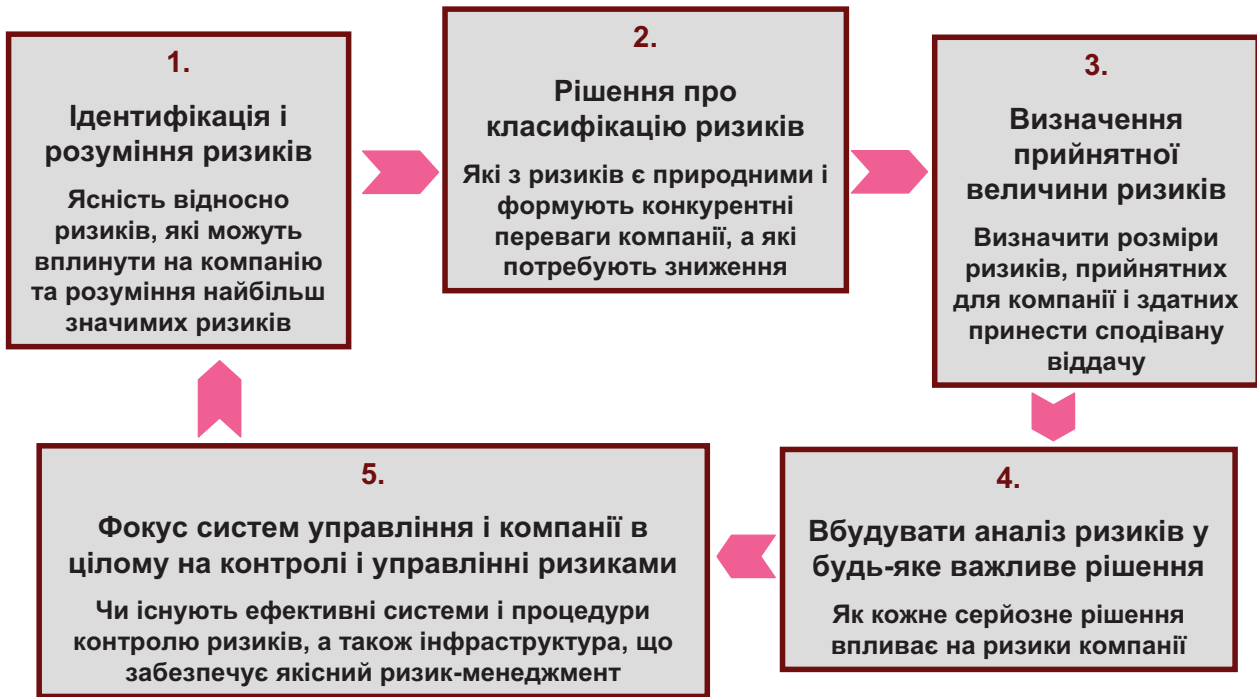 1.
Ідентифікація і
розуміння ризиків
Ясність відносно
ризиків, які можуть
вплинути на компанію
та розуміння найбільш
значимих ризиків
2.
Рішення про
класифікацію ризиків
Які з ризиків є природними і
формують конкурентні
переваги компанії, а які
потребують зниження
3.
Визначення
прийнятної
величини ризиків
Визначити розміри
ризиків, прийнятних
для компанії і здатних
принести сподівану
віддачу
4.
Вбудувати аналіз ризиків у
будь-яке важливе рішення
Як кожне серйозне рішення
впливає на ризики компанії
5.
Фокус систем управління і компанії в
цілому на контролі і управлінні ризиками
Чи існують ефективні системи і процедури
контролю ризиків, а також інфраструктура, що
забезпечує якісний ризик-менеджмент